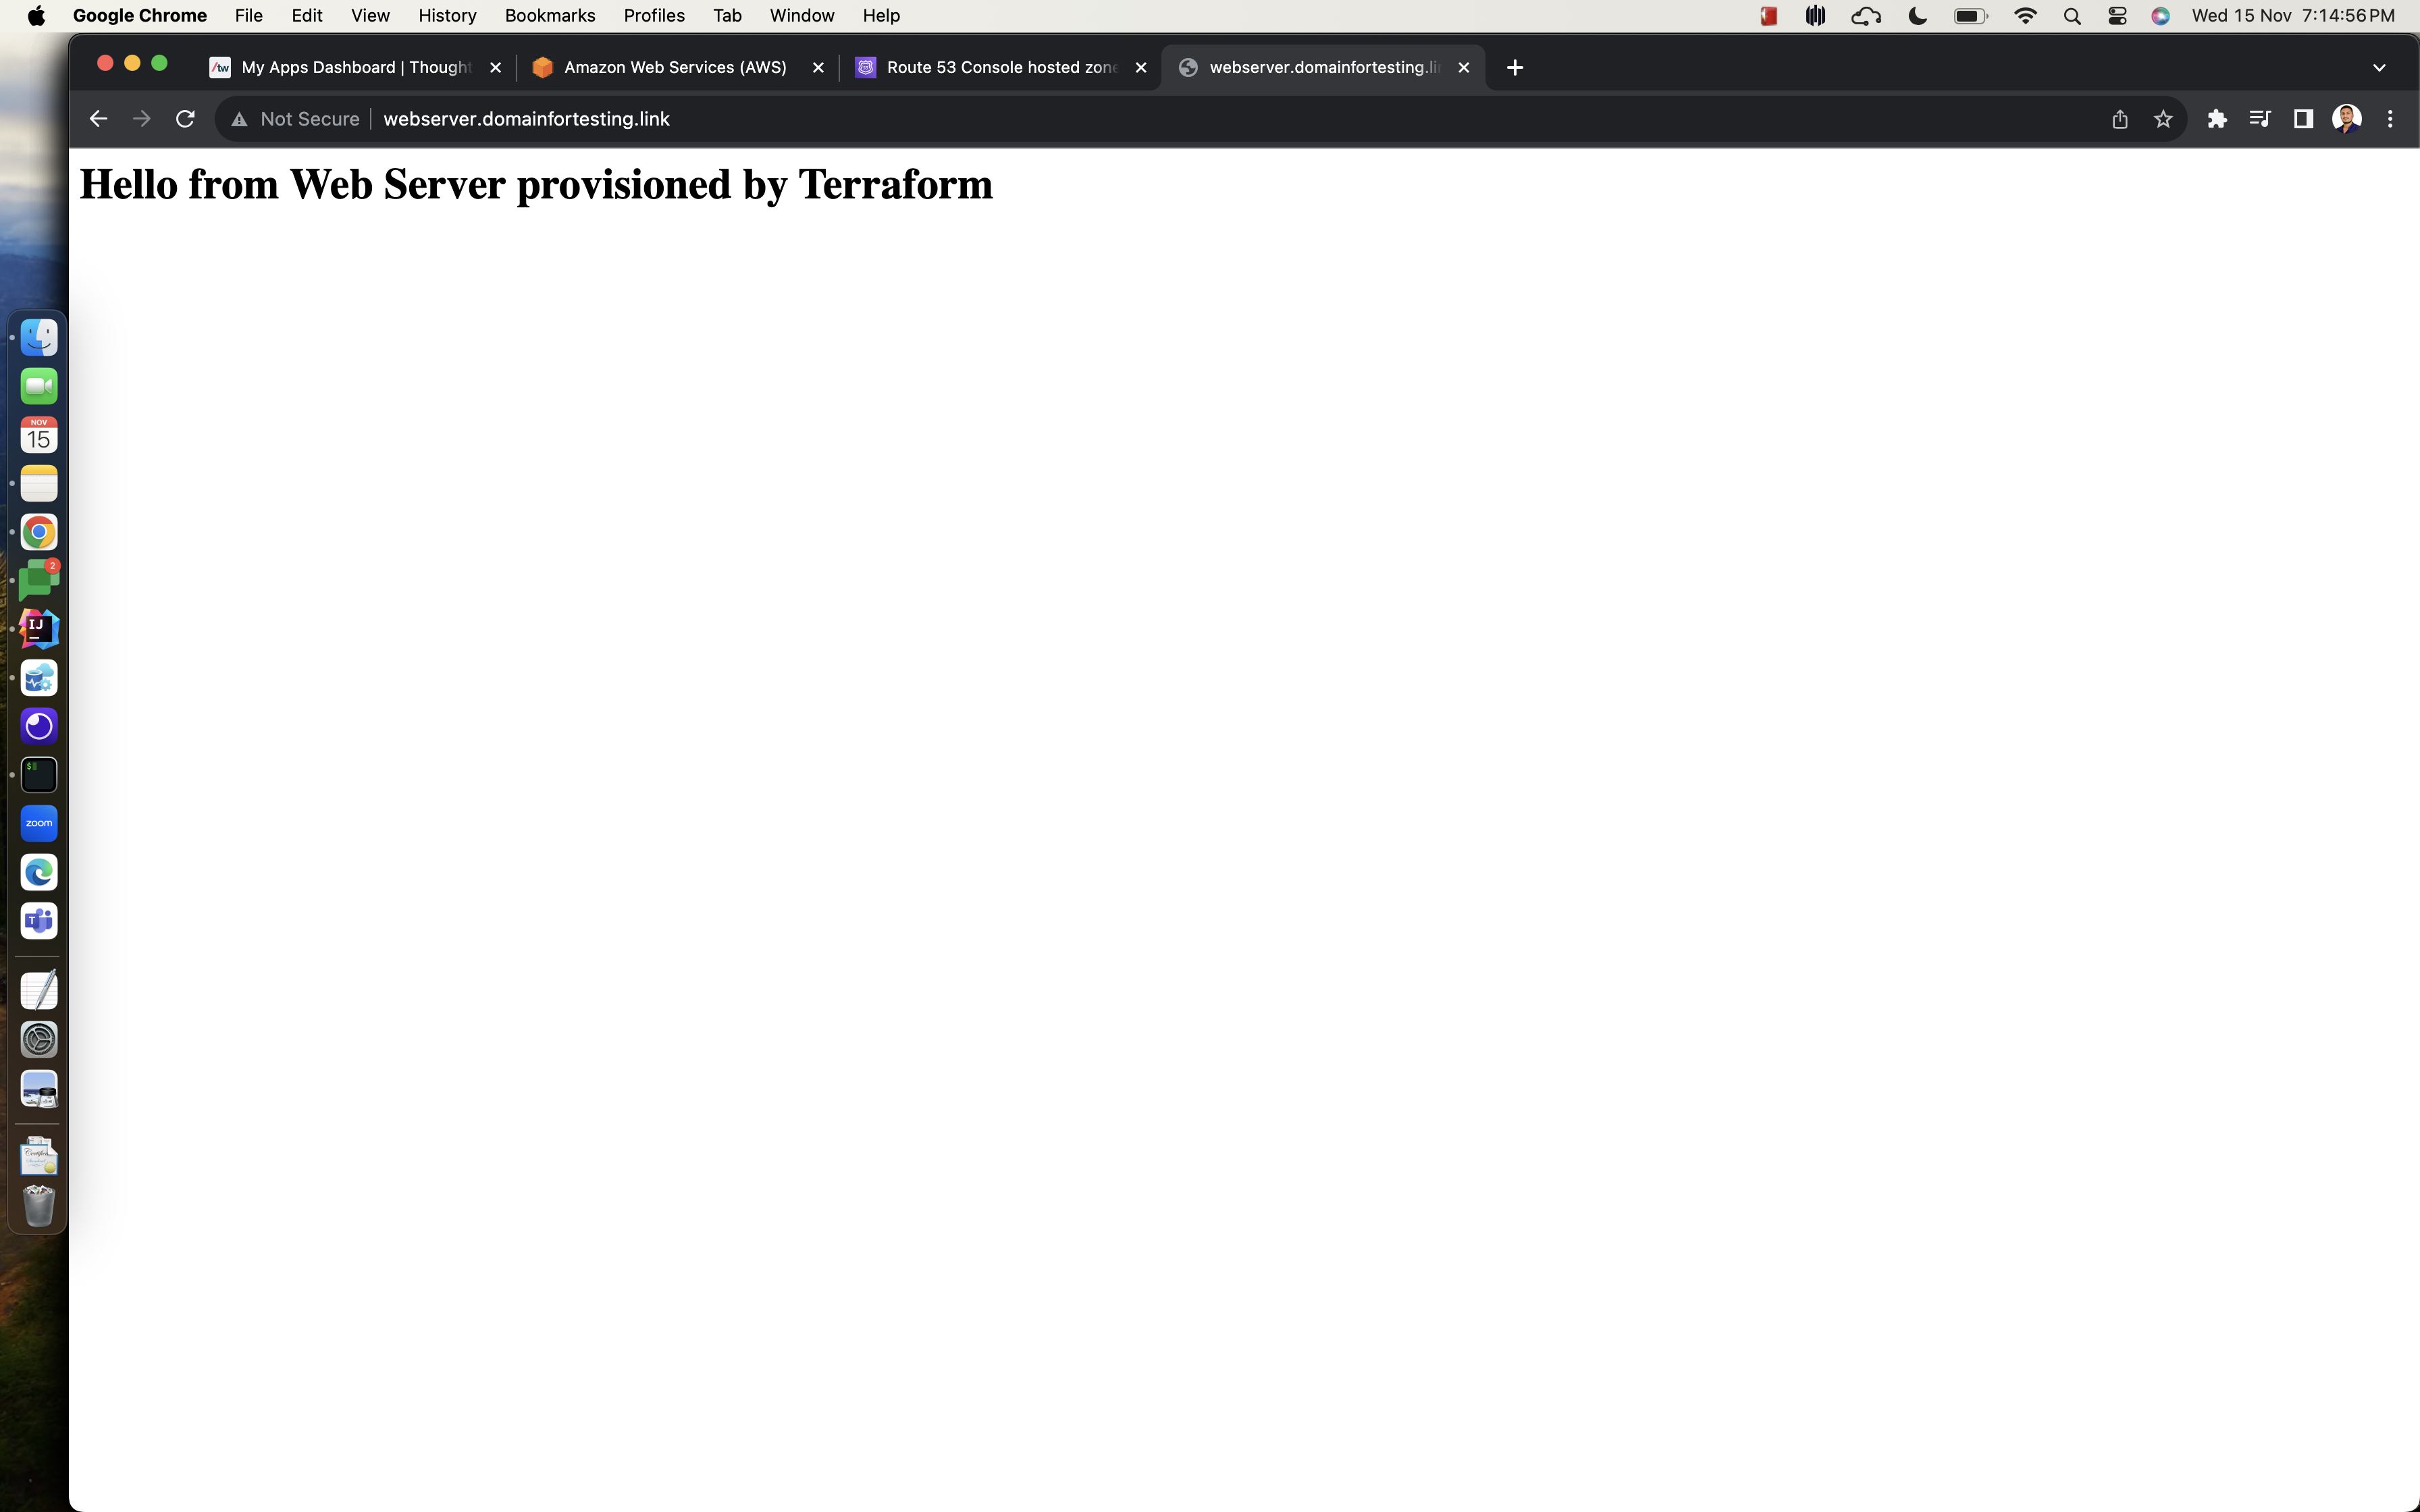 Google Chrome File Edit View History Bookmarks Profiles Tab Window Help Wed 15 Nov 7:14:56 PM
/tw My Apps Dashboard | Thought Amazon Web Services (AWS) Route 53 Console hosted zone webserver.domainfortesting.li
Not Secure webserver.domainfortesting.link
Hello from Web Server provisioned by Terraform
NOV
15
2
IJ
$
zoom
T